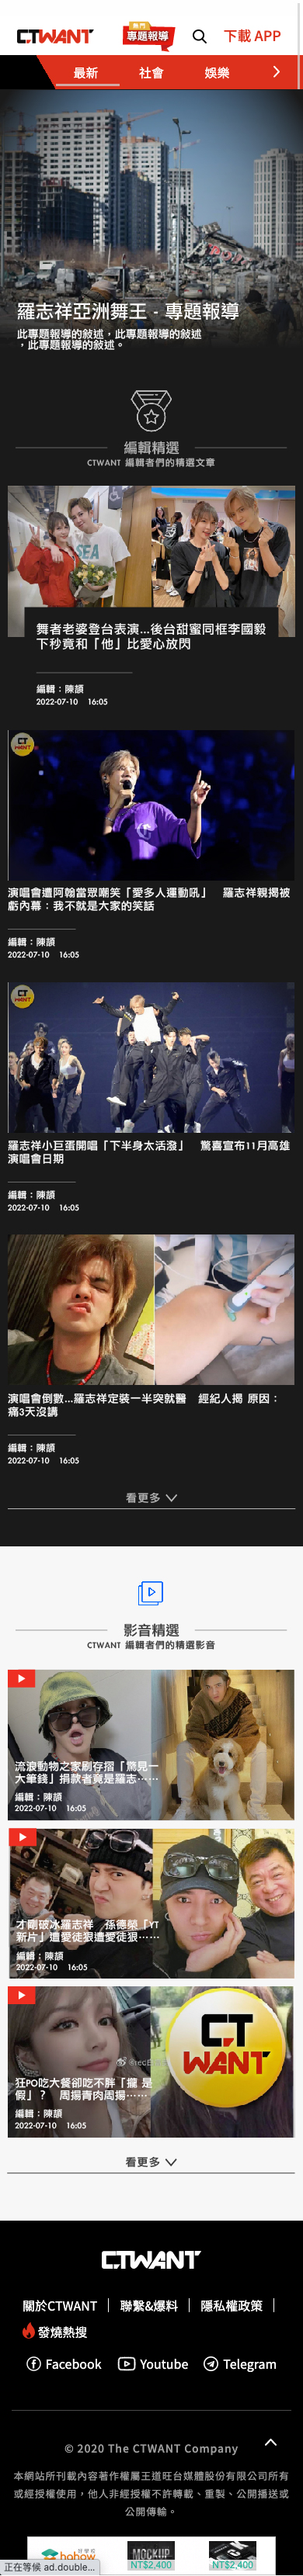 CTWANT
熱門
專題報導
下載 APP
最新 社會 娛樂
羅志祥亞洲舞王 - 專題報導
此專題報導的敘述，此專題報導的敘述
，此專題報導的敘述。
編輯精選
CTWANT 編輯者們的精選文章
舞者老婆登台表演...後台甜蜜同框李國毅
下秒竟和「他」比愛心放閃
編輯：陳頡
2022-07-10 16:05
CTWANT
演唱會遭阿翰當眾嘲笑「愛多人運動吼」　羅志祥親揭被
虧內幕：我不就是大家的笑話
編輯：陳頡
2022-07-10 16:05
CTWANT
羅志祥小巨蛋開唱「下半身太活潑」　驚喜宣布11月高雄
演唱會日期
編輯：陳頡
2022-07-10 16:05
演唱會倒數...羅志祥定裝一半突就醫　經紀人揭 原因：
痛3天沒講
編輯：陳頡
2022-07-10 16:05
看更多
影音精選
CTWANT 編輯者們的精選影音
流浪動物之家刷存摺「驚見一
大筆錢」捐款者竟是羅志⋯⋯
編輯：陳頡
2022-07-10 16:05
才剛破冰羅志祥　孫德榮「YT
新片」遭愛徒狠遭愛徒狠⋯⋯
編輯：陳頡
2022-07-10 16:05
狂PO吃大餐卻吃不胖「攏 是
假」？　周揚青肉周揚⋯⋯
編輯：陳頡
2022-07-10 16:05
CTWANT
看更多
CTWANT
關於CTWANT 聯繫&爆料 隱私權政策
發燒熱搜
Facebook Youtube Telegram
© 2020 The CTWANT Company
本網站所刊載內容著作權屬王道旺台媒體股份有限公司所有
或經授權使用，他人非經授權不許轉載、重製、公開播送或
公開傳輸。
MOCKUP
NT$2,400 NT$2,400
正在等候 ad.double...